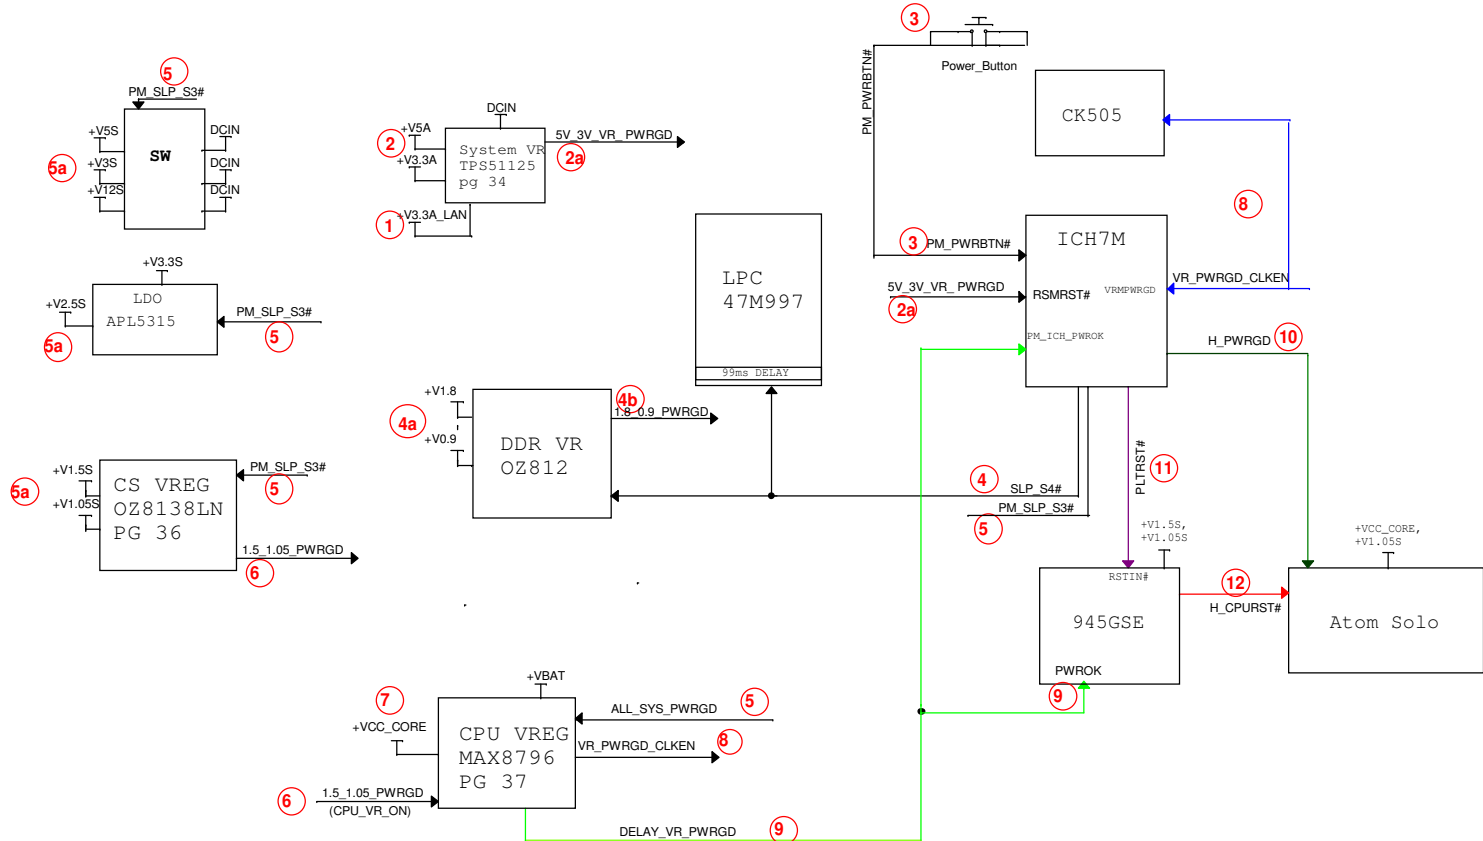 3
Power_Button
PM_PWRBTN#
CK505
5
PM_SLP_S3#
+V5S
DCIN
SW
5a
+V3S
DCIN
+V12S
DCIN
DCIN
2
+V5A
5V_3V_VR_PWRGD
System VR
TPS51125
pg 34
2a
+V3.3A
1
+V3.3A_LAN
8
3
PM_PWRBTN#
ICH7M
5V_3V_VR_ PWRGD
2a
RSMRST#
VRMPWRGD
VR_PWRGD_CLKEN
PM_ICH_PWROK
H_PWRGD
10
LPC
47M997
99ms DELAY
+V3.3S
LDO
APL5315
+V2.5S
5a
PM_SLP_S3#
5
4a
+V1.8
+V0.9
4b
1.8_0.9_PWRGD
DDR VR
OZ812
4
SLP_S4#
PM_SLP_S3#
5
PLTRST#
11
5a
+V1.5S
+V1.05S
CS VREG
OZ8138LN
PG 36
PM_SLP_S3#
5
1.5_1.05_PWRGD
6
+V1.5S,
+V1.05S
RSTIN#
945GSE
PWROK
9
12
H_CPURST#
+VCC_CORE,
+V1.05S
Atom Solo
+VBAT
7
+VCC_CORE
CPU VREG
MAX8796
PG 37
ALL_SYS_PWRGD
5
VR_PWRGD_CLKEN
8
6
1.5_1.05_PWRGD
(CPU_VR_ON)
DELAY_VR_PWRGD
9